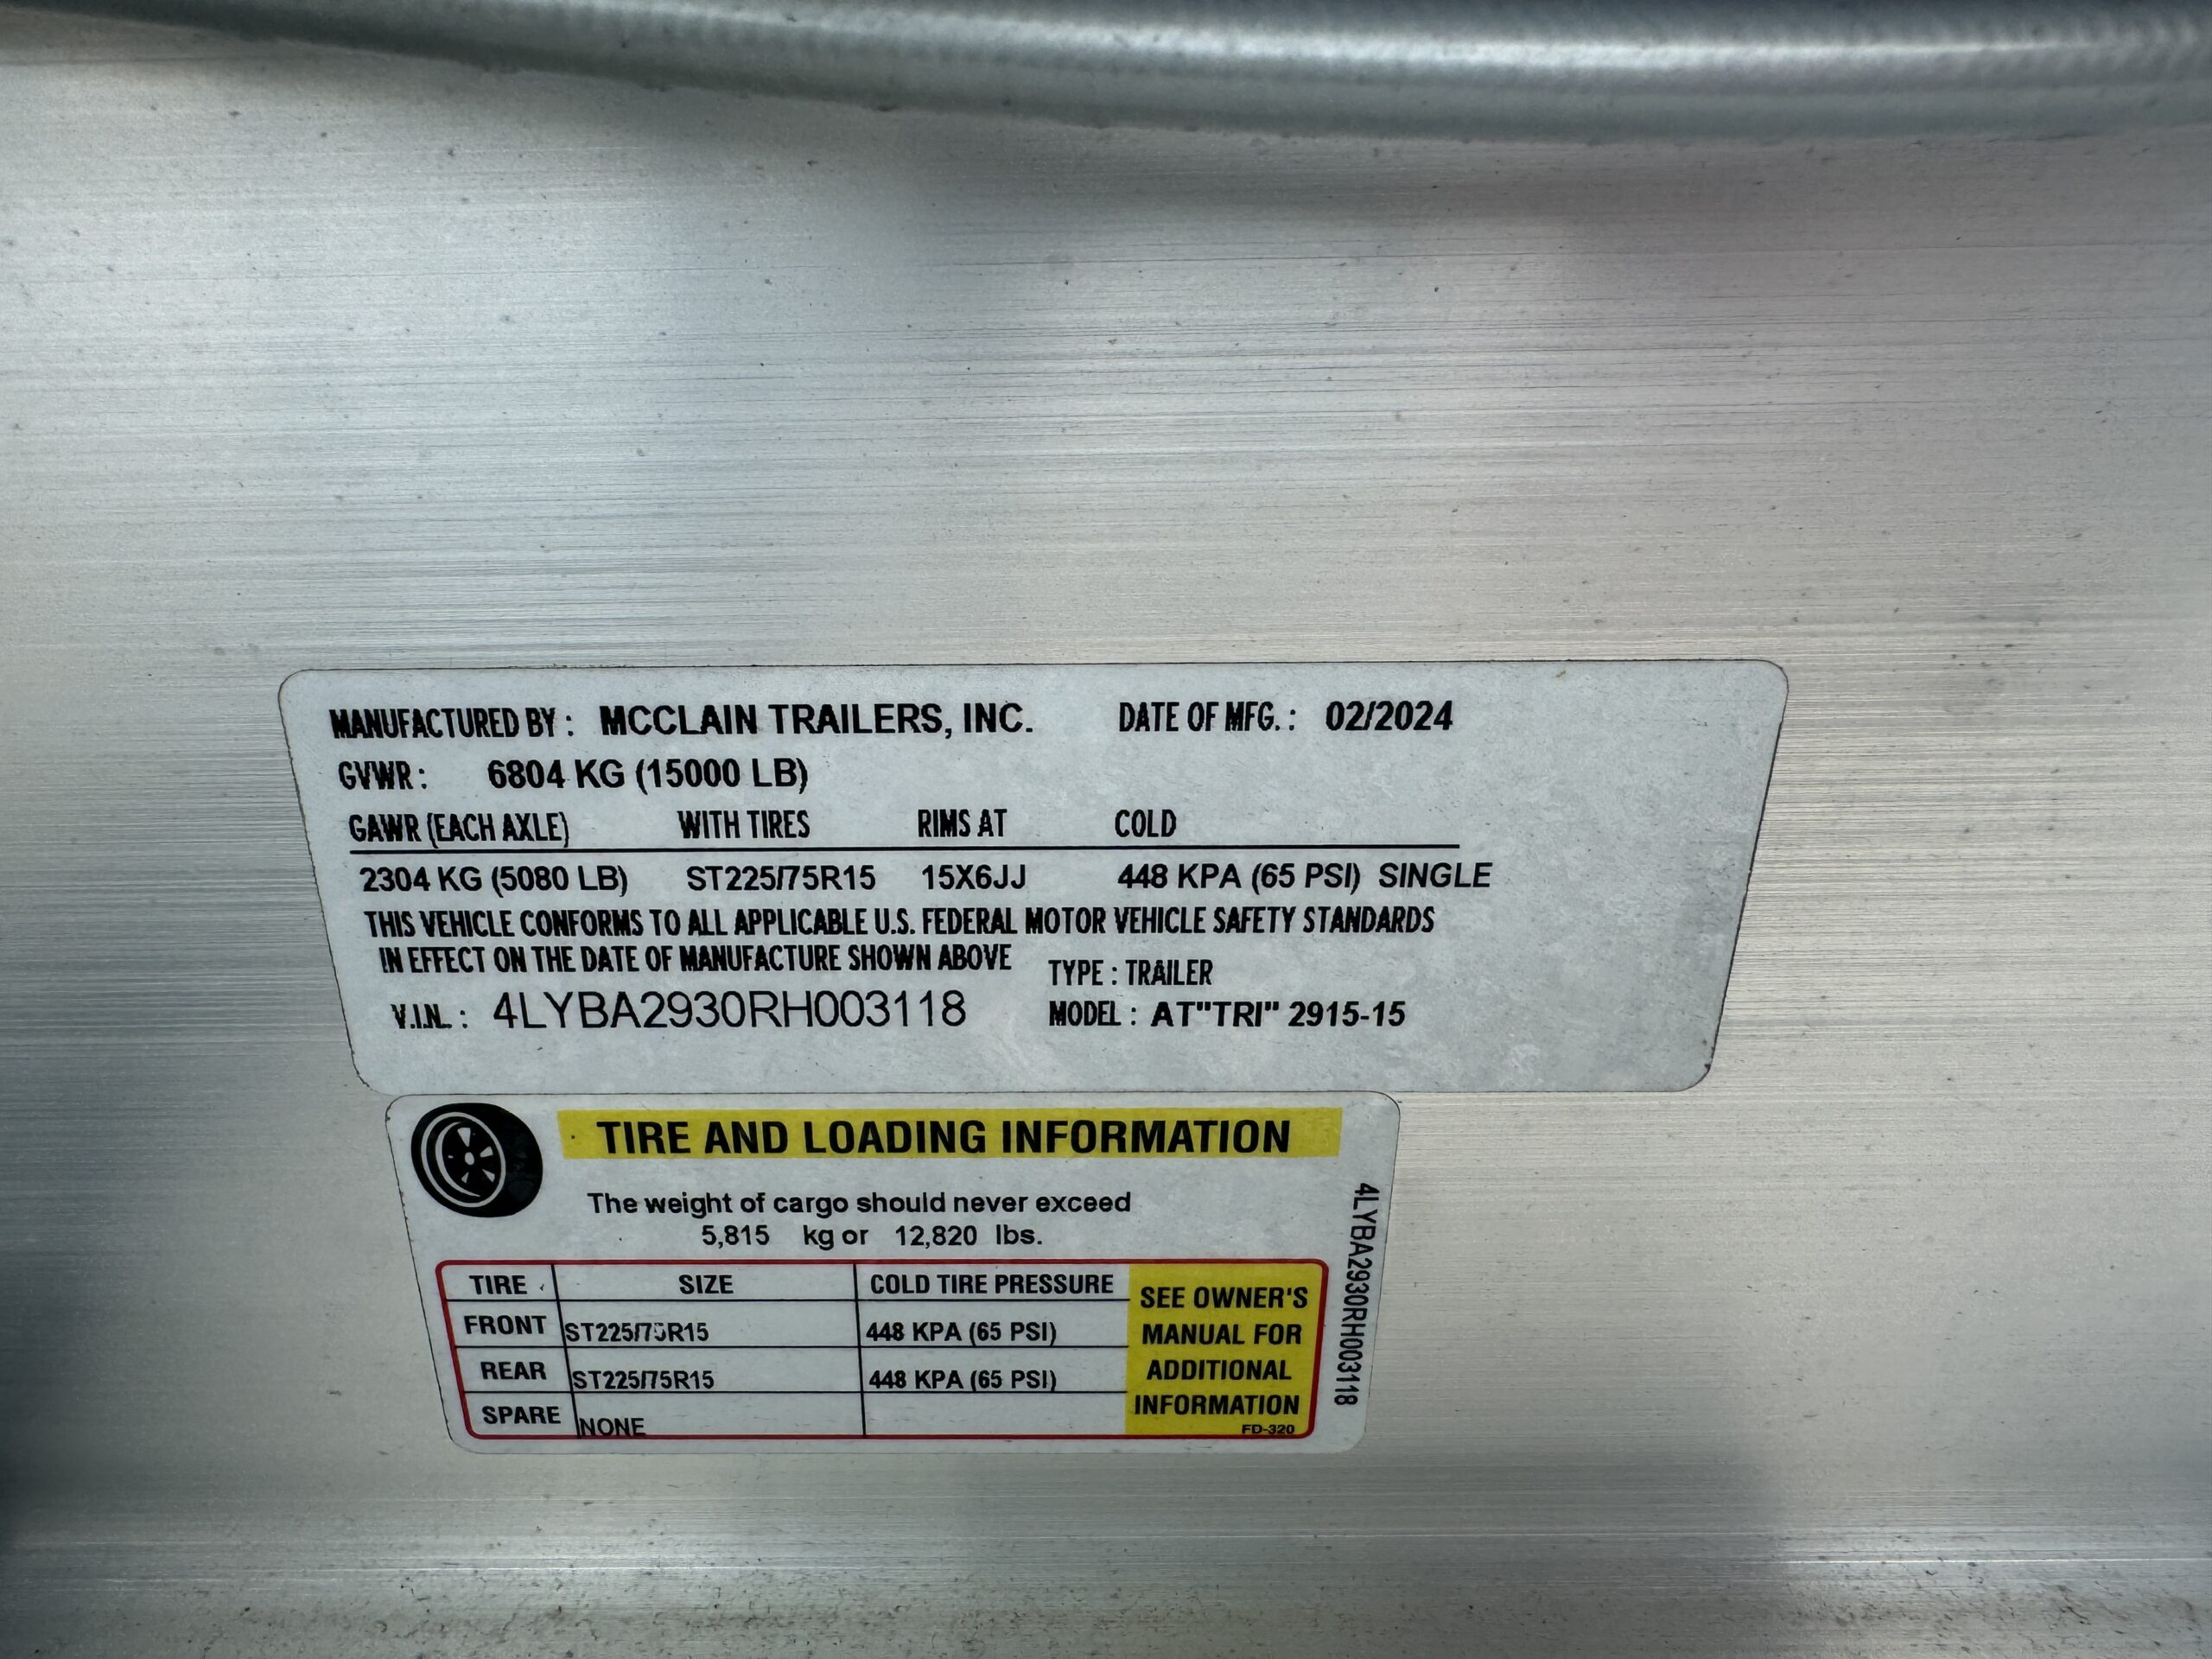 MANUFACTURED BY : MCCLAIN TRAILERS, INC. DATE OF MFG. : 02/2024
GVWR : 6804 KG (15000 LB)
GAWR (EACH AXLE) WITH TIRES RIMS AT COLD
2304 KG (5080 LB) ST225/75R15 15X6JJ 448 KPA (65 PSI) SINGLE
THIS VEHICLE CONFORMS TO ALL APPLICABLE U.S. FEDERAL MOTOR VEHICLE SAFETY STANDARDS
IN EFFECT ON THE DATE OF MANUFACTURE SHOWN ABOVE
TYPE : TRAILER
V.I.N. : 4LYBA2930RH003118 MODEL : AT"TRI" 2915-15
TIRE AND LOADING INFORMATION
The weight of cargo should never exceed
5,815 kg or 12,820 lbs.
TIRE SIZE COLD TIRE PRESSURE
FRONT ST225/75R15 448 KPA (65 PSI)
REAR ST225/75R15 448 KPA (65 PSI)
SPARE NONE
SEE OWNER'S
MANUAL FOR
ADDITIONAL
INFORMATION
FD-320
4LYBA2930RH003118